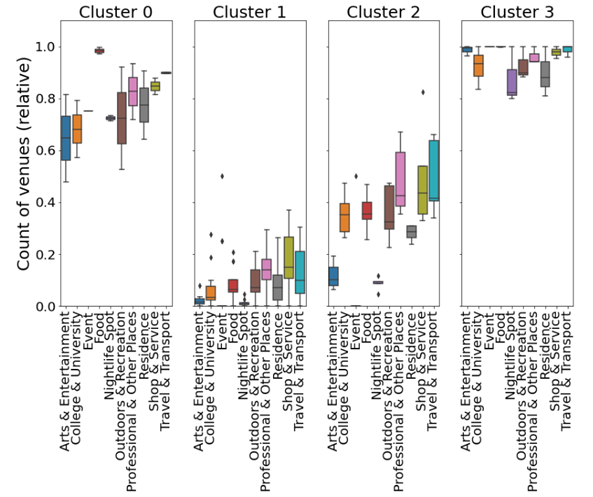 Cluster 0
Cluster 1
Cluster 2
Cluster 3
Count of venues (relative)
1.0
0.8
0.6
0.4
0.2
0.0
Arts & Entertainment
College & University
Event
Food
Nightlife Spot
Outdoors & Recreation
Professional & Other Places
Residence
Shop & Service
Travel & Transport
Arts & Entertainment
College & University
Event
Food
Nightlife Spot
Outdoors & Recreation
Professional & Other Places
Residence
Shop & Service
Travel & Transport
Arts & Entertainment
College & University
Event
Food
Nightlife Spot
Outdoors & Recreation
Professional & Other Places
Residence
Shop & Service
Travel & Transport
Arts & Entertainment
College & University
Event
Food
Nightlife Spot
Outdoors & Recreation
Professional & Other Places
Residence
Shop & Service
Travel & Transport